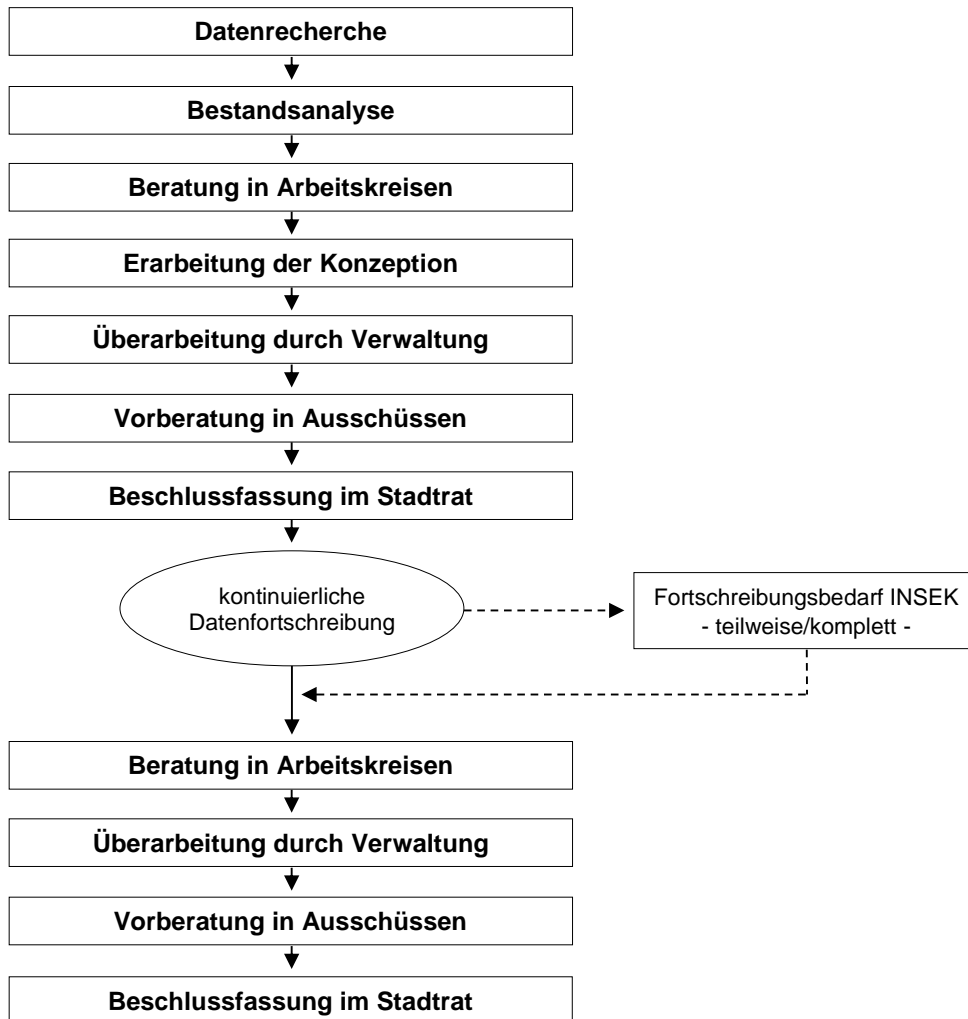 Datenrecherche
Bestandsanalyse
Beratung in Arbeitskreisen
Erarbeitung der Konzeption
Überarbeitung durch Verwaltung
Vorberatung in Ausschüssen
Beschlussfassung im Stadtrat
kontinuierliche
Datenfortschreibung
Fortschreibungsbedarf INSEK
- teilweise/komplett -
Beratung in Arbeitskreisen
Überarbeitung durch Verwaltung
Vorberatung in Ausschüssen
Beschlussfassung im Stadtrat